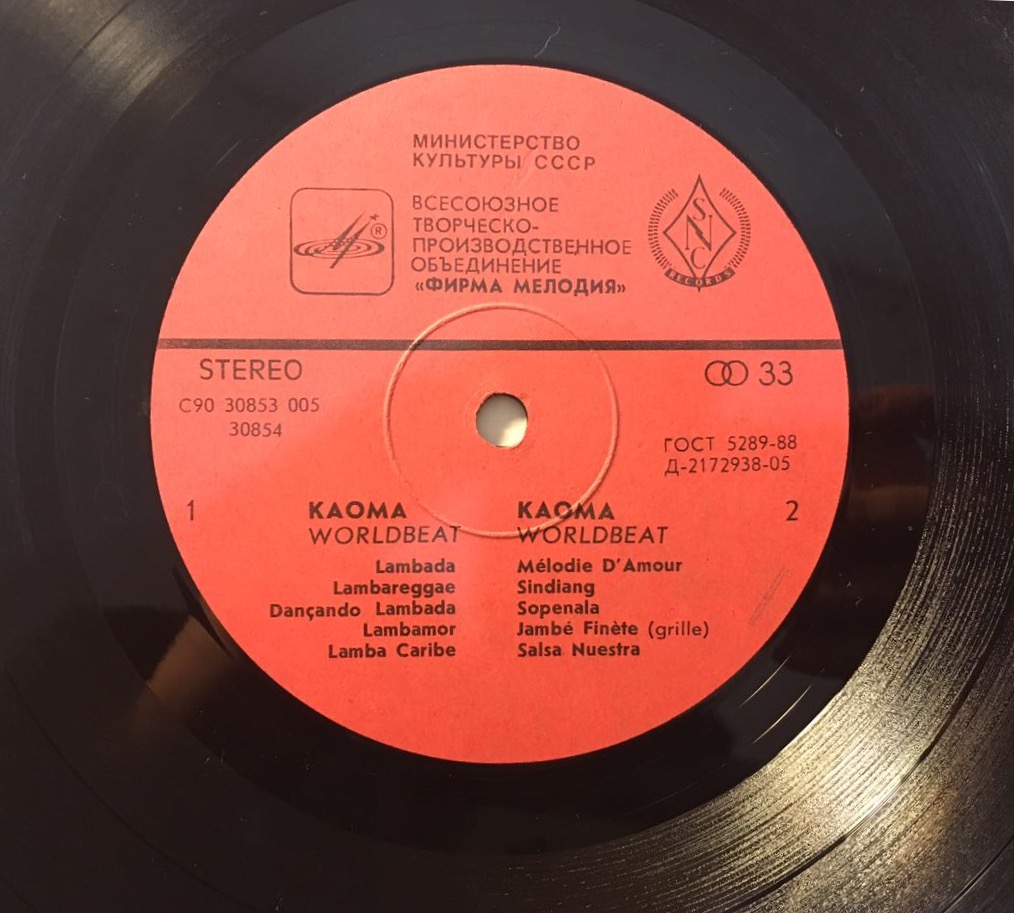 МИНИСТЕРСТВО
КУЛЬТУРЫ СССР
ВСЕСОЮЗНОЕ
ТВОРЧЕСКО-
ПРОИЗВОДСТВЕННОЕ
ОБЪЕДИНЕНИЕ
«ФИРМА МЕЛОДИЯ»
®
SNC
RECORDS
STEREO
33
С90 30853 005
30854
ГОСТ 5289-88
Д-2172938-05
1
KAOMA
WORLDBEAT
Lambada
Lambareggae
Dançando Lambada
Lambamor
Lamba Caribe
2
KAOMA
WORLDBEAT
Mélodie D'Amour
Sindiang
Sopenala
Jambé Finète (grille)
Salsa Nuestra